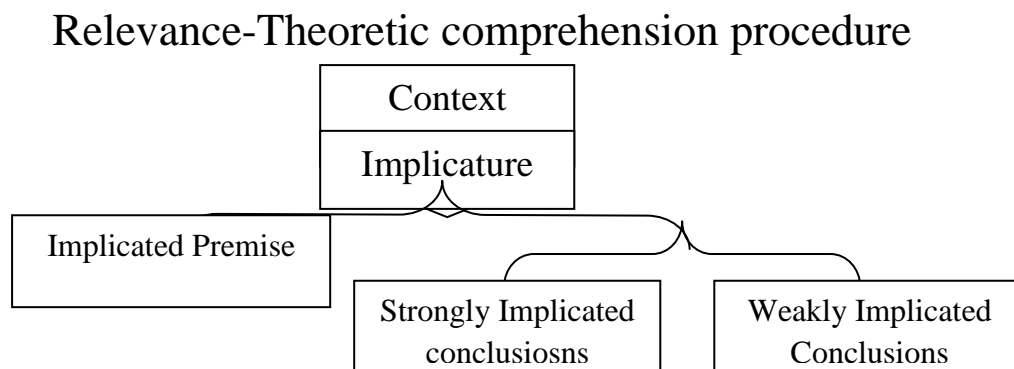 Relevance-Theoretic comprehension procedure
Context
Implicature
Implicated Premise
Strongly Implicated
conclusiosns
Weakly Implicated
Conclusions